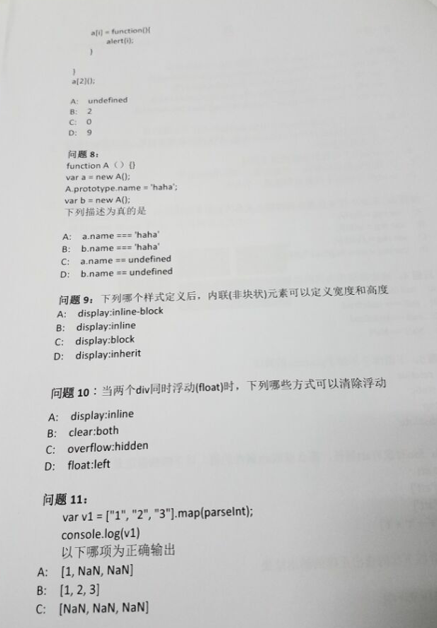 a[i] = function(){
alert(i);
}
}
a[2]();
A: undefined
B: 2
C: 0
D: 9
问题 8:
function A () {}
var a = new A();
A.prototype.name = 'haha';
var b = new A();
下列描述为真的是
A: a.name === 'haha'
B: b.name === 'haha'
C: a.name == undefined
D: b.name == undefined
问题 9: 下列哪个样式定义后，内联(非块状)元素可以定义宽度和高度
A: display:inline-block
B: display:inline
C: display:block
D: display:inherit
问题 10：当两个div同时浮动(float)时，下列哪些方式可以清除浮动
A: display:inline
B: clear:both
C: overflow:hidden
D: float:left
问题 11:
var v1 = ["1", "2", "3"].map(parseInt);
console.log(v1)
以下哪项为正确输出
A: [1, NaN, NaN]
B: [1, 2, 3]
C: [NaN, NaN, NaN]